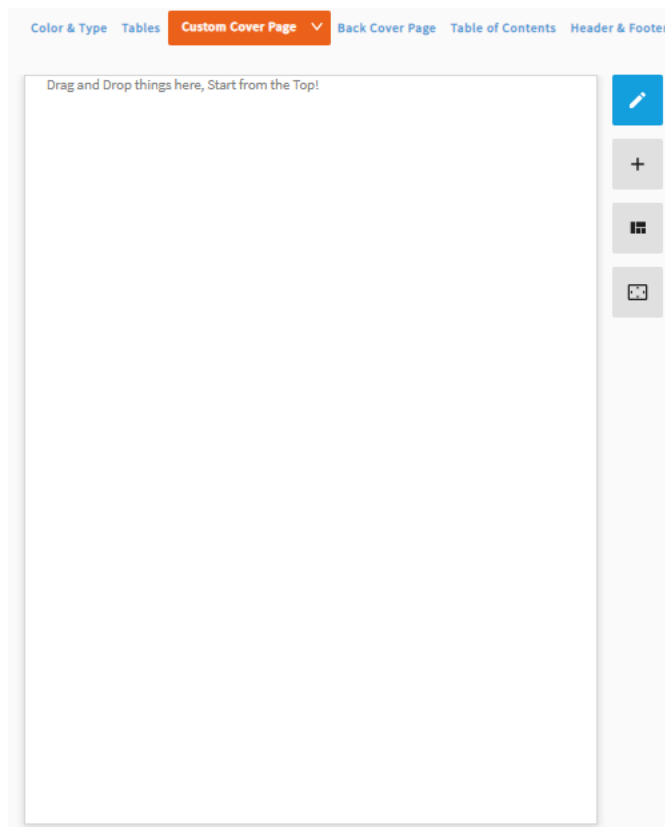 Color & Type Tables Custom Cover Page Back Cover Page Table of Contents Header & Footer
Drag and Drop things here, Start from the Top!